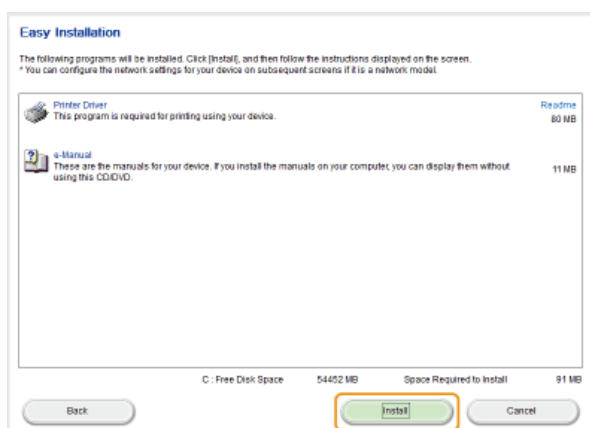 Easy Installation
The following programs will be installed. Click [Install], and then follow the instructions displayed on the screen.
* You can configure the network settings for your device on subsequent screens if it is a network model.
Printer Driver Readme
This program is required for printing using your device. 80 MB
e-Manual
These are the manuals for your device. If you install the manuals on your computer, you can display them without 11 MB
using this CD/DVD.
C : Free Disk Space 54452 MB Space Required to Install 91 MB
Back Install Cancel